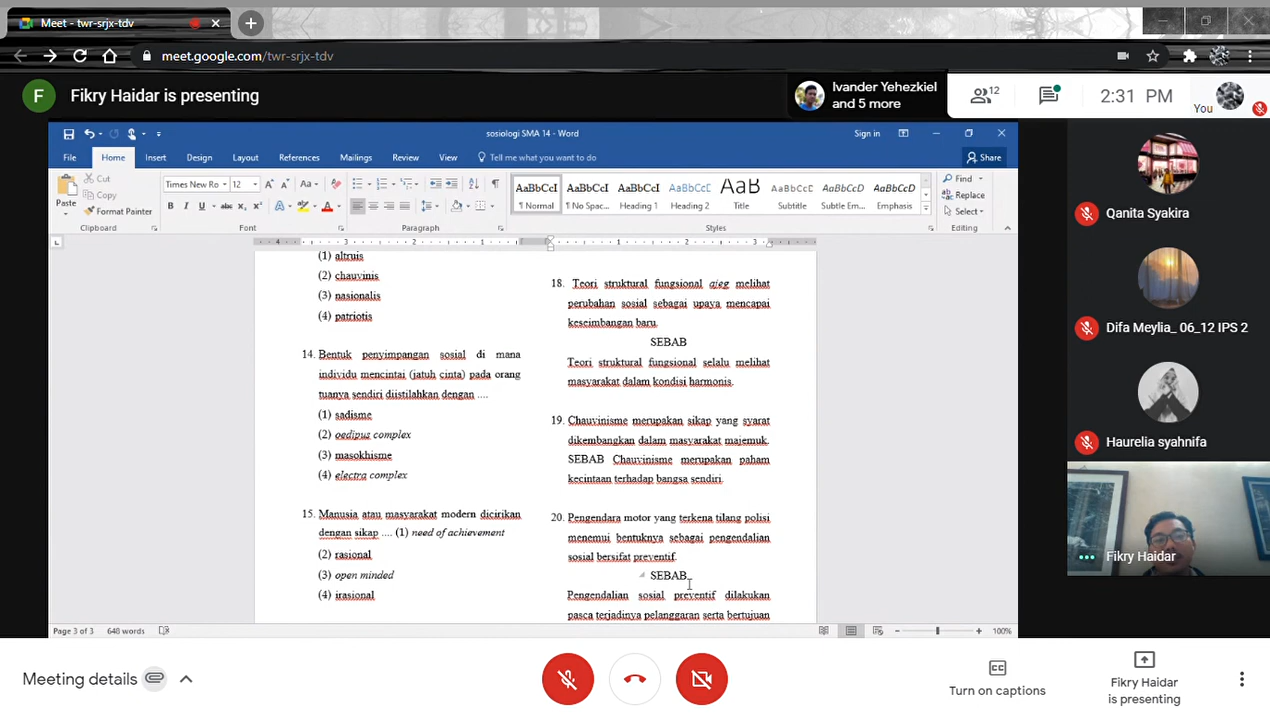 Meet - twr-srjx-tdv
meet.google.com/twr-srjx-tdv
F
Fikry Haidar is presenting
Ivander Yehezkiel
and 5 more
12
2:31 PM
You
sosiologi SMA 14 - Word
Sign in
File Home Insert Design Layout References Mailings Review View Tell me what you want to do
Share
Paste
Cut
Copy
Format Painter
Clipboard
Times New Ro 12
Font
Paragraph
AaBbCcI AaBbCcI AaBbCcI AaBbCcC AaB AaBbCcC AaBbCcC AaBbCcC
¶ Normal ¶ No Spac... Heading 1 Heading 2 Title Subtitle Subtle Em... Emphasis
Styles
Find
Replace
Select
Editing
(1) altruis
(2) chauvinis
(3) nasionalis
(4) patriotis
14. Bentuk penyimpangan sosial di mana
individu mencintai (jatuh cinta) pada orang
tuanya sendiri diistilahkan dengan ....
(1) sadisme
(2) oedipus complex
(3) masokhisme
(4) electra complex
15. Manusia atau masyarakat modern dicirikan
dengan sikap .... (1) need of achievement
(2) rasional
(3) open minded
(4) irasional
18. Teori struktural fungsional ajeg melihat
perubahan sosial sebagai upaya mencapai
keseimbangan baru.
SEBAB
Teori struktural fungsional selalu melihat
masyarakat dalam kondisi harmonis.
19. Chauvinisme merupakan sikap yang syarat
dikembangkan dalam masyarakat majemuk.
SEBAB Chauvinisme merupakan paham
kecintaan terhadap bangsa sendiri.
20. Pengendara motor yang terkena tilang polisi
menemui bentuknya sebagai pengendalian
sosial bersifat preventif.
SEBAB
Pengendalian sosial preventif dilakukan
pasca terjadinya pelanggaran serta bertujuan
Page 3 of 3 648 words
100%
Qanita Syakira
Difa Meylia_ 06_12 IPS 2
Haurelia syahnifa
Fikry Haidar
Meeting details
Turn on captions
Fikry Haidar
is presenting